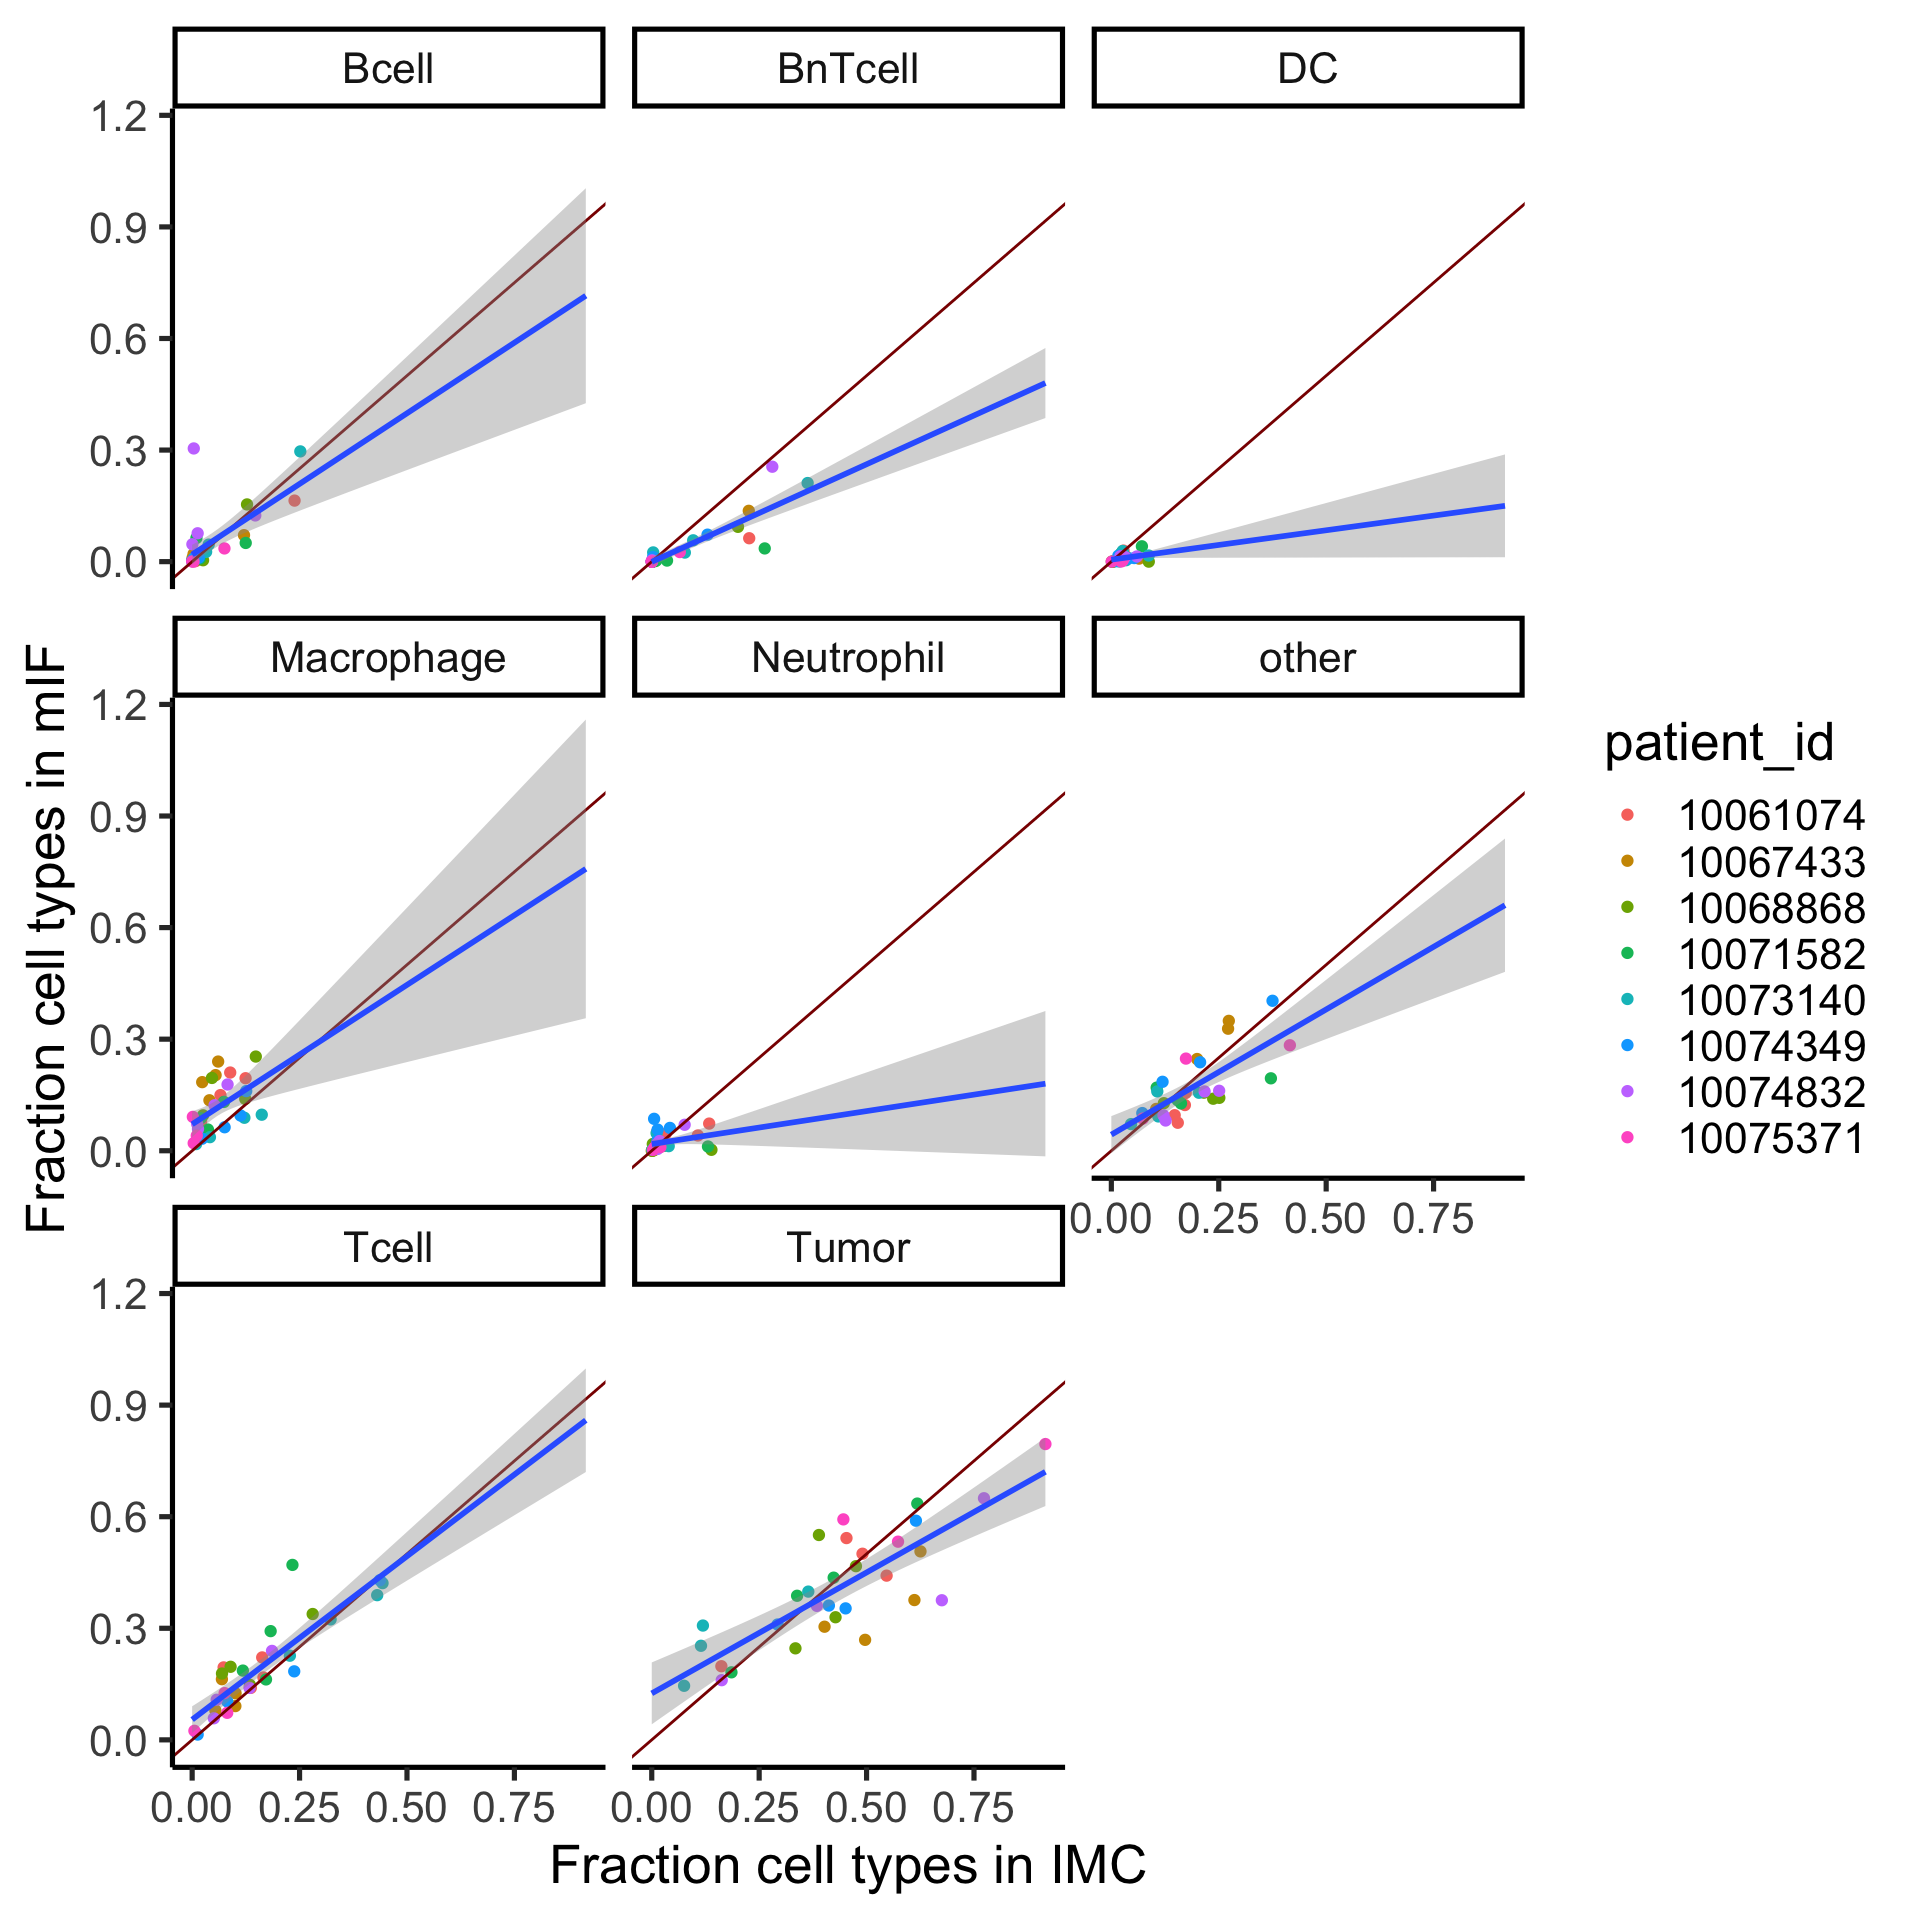 Bcell
BnTcell
DC
1.2
0.9
0.6
0.3
0.0
Macrophage
Neutrophil
other
1.2
0.9
0.6
0.3
0.0
0.00 0.25 0.50 0.75
Tcell
Tumor
1.2
0.9
0.6
0.3
0.0
0.00 0.25 0.50 0.75
0.00 0.25 0.50 0.75
Fraction cell types in IMC
Fraction cell types in mIF
patient_id
10061074
10067433
10068868
10071582
10073140
10074349
10074832
10075371